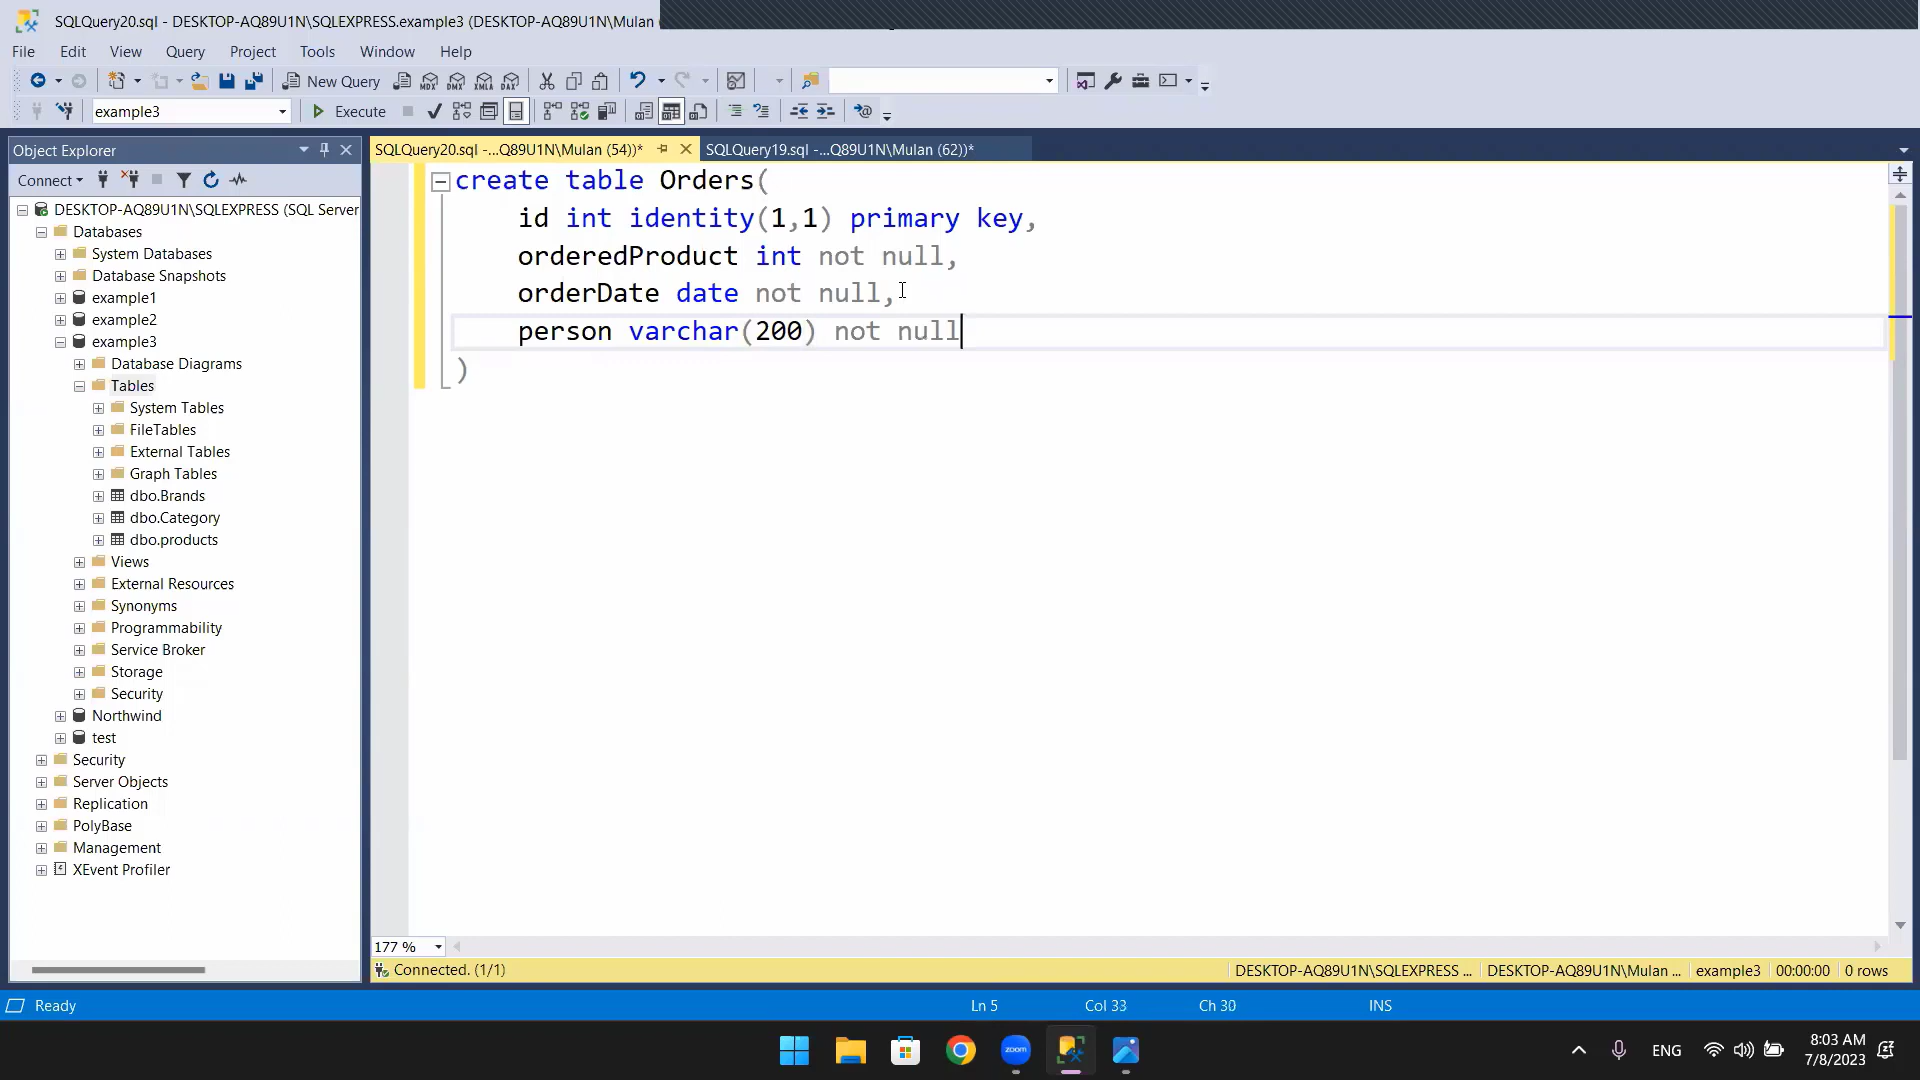 SQLQuery20.sql - DESKTOP-AQ89U1N\SQLEXPRESS.example3 (DESKTOP-AQ89U1N\Mulan
File Edit View Query Project Tools Window Help
New Query
MDX DMX XMLA DAX
example3 Execute
Object Explorer
SQLQuery20.sql -...Q89U1N\Mulan (54))* SQLQuery19.sql -...Q89U1N\Mulan (62))*
Connect
DESKTOP-AQ89U1N\SQLEXPRESS (SQL Server
Databases
System Databases
Database Snapshots
example1
example2
example3
Database Diagrams
Tables
System Tables
FileTables
External Tables
Graph Tables
dbo.Brands
dbo.Category
dbo.products
Views
External Resources
Synonyms
Programmability
Service Broker
Storage
Security
Northwind
test
Security
Server Objects
Replication
PolyBase
Management
XEvent Profiler
create table Orders(
id int identity(1,1) primary key,
orderedProduct int not null,
orderDate date not null,
person varchar(200) not null
)
177 %
Connected. (1/1) DESKTOP-AQ89U1N\SQLEXPRESS ... DESKTOP-AQ89U1N\Mulan ... example3 00:00:00 0 rows
Ready Ln 5 Col 33 Ch 30 INS
zoom
ENG
8:03 AM
7/8/2023